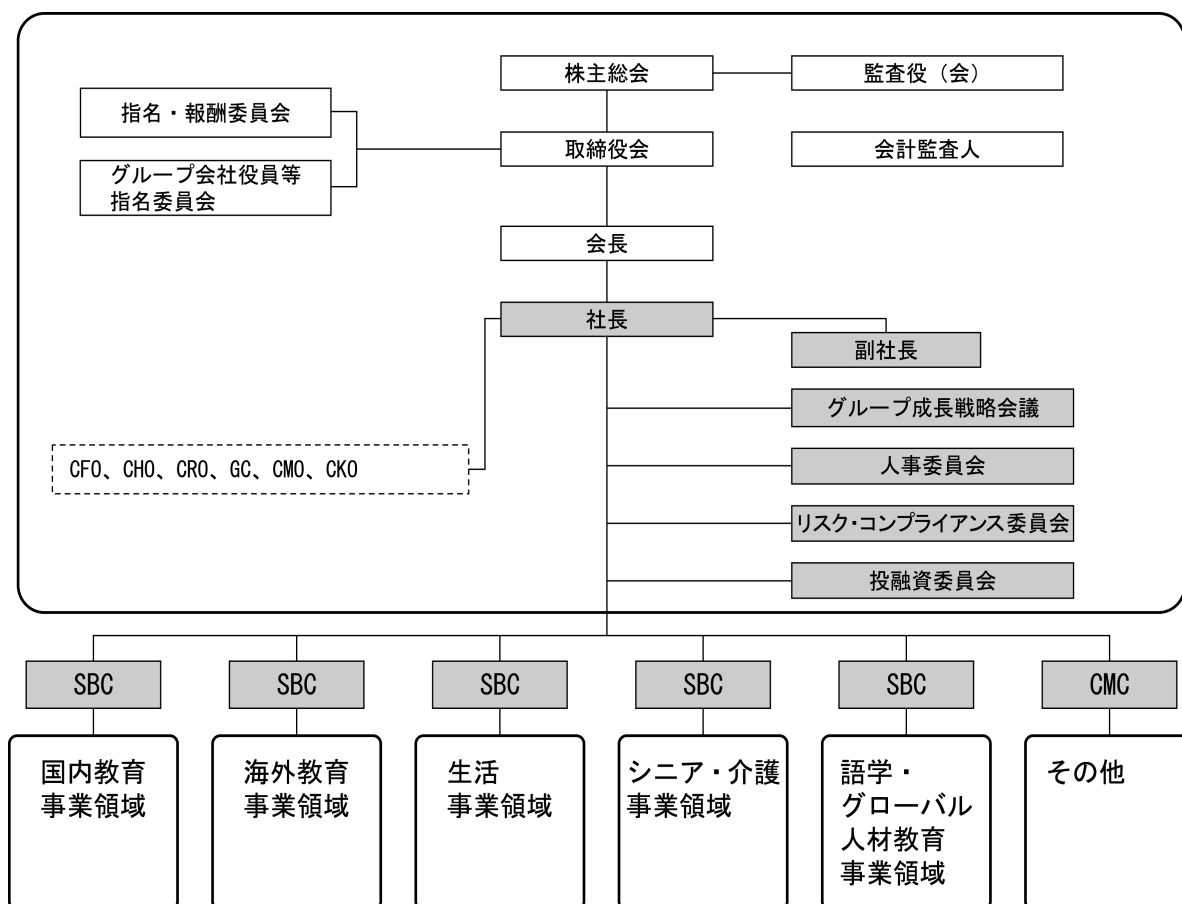 株主総会
監査役（会）
指名・報酬委員会
取締役会
会計監査人
グループ会社役員等
指名委員会
会長
社長
副社長
グループ成長戦略会議
CFO、CHO、CRO、GC、CMO、CKO
人事委員会
リスク・コンプライアンス委員会
投融資委員会
SBC
SBC
SBC
SBC
SBC
CMC
国内教育
事業領域
海外教育
事業領域
生活
事業領域
シニア・介護
事業領域
語学・
グローバル
人材教育
事業領域
その他